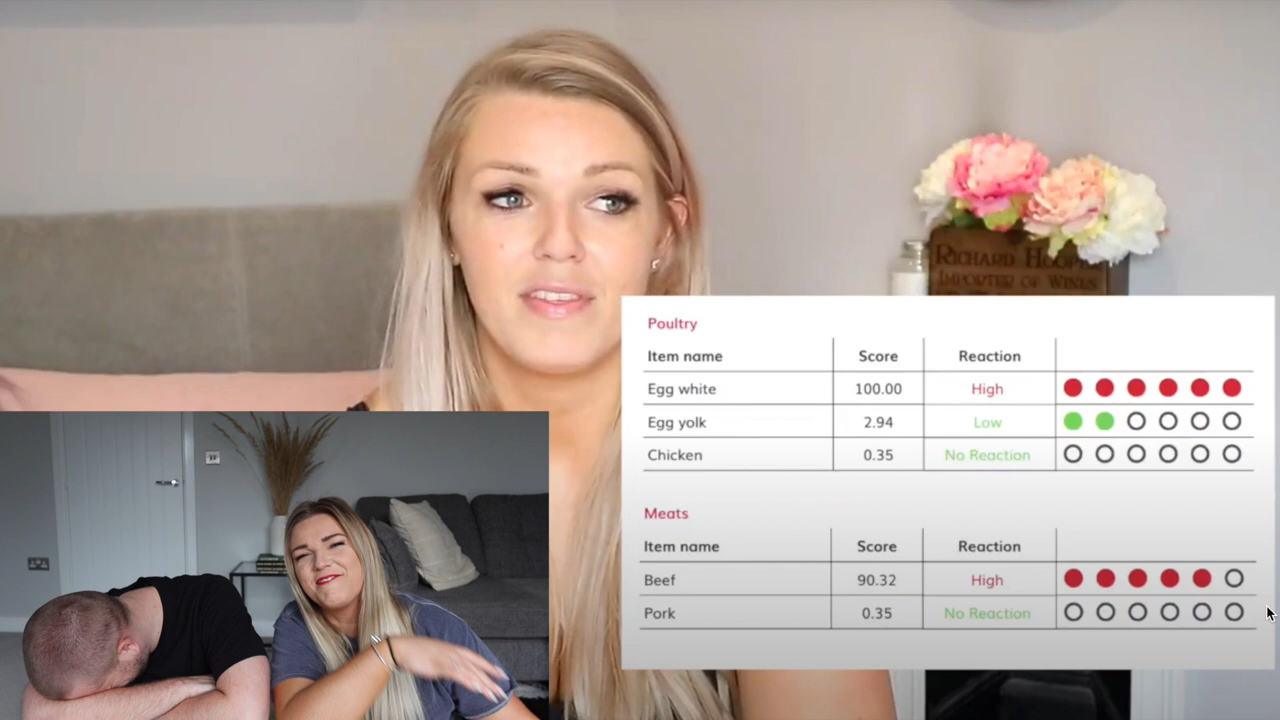 RICHARD HOOPER
IMPORTER OF WINES
Poultry
Item name Score Reaction
Egg white 100.00 High
Egg yolk 2.94 Low
Chicken 0.35 No Reaction
Meats
Item name Score Reaction
Beef 90.32 High
Pork 0.35 No Reaction